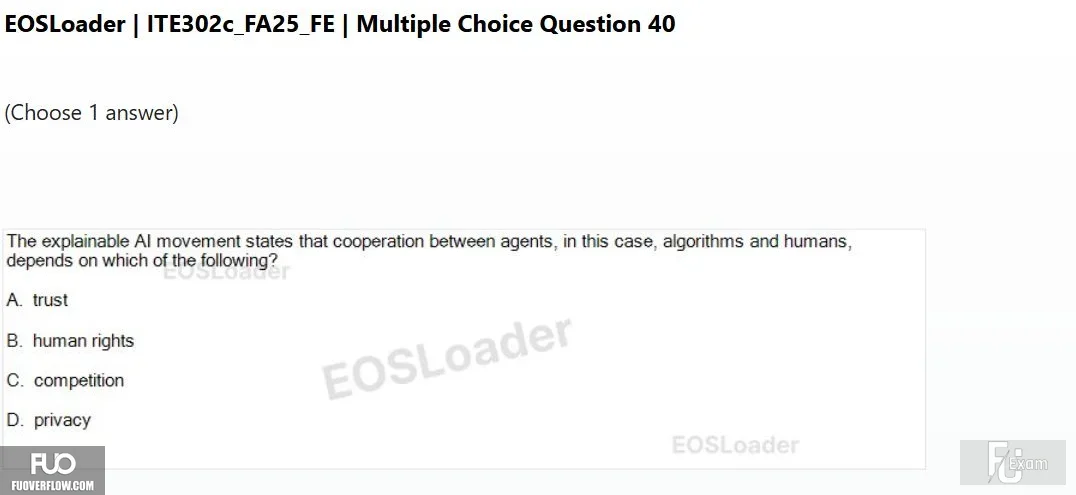 EOSLoader | ITE302c_FA25_FE | Multiple Choice Question 40
(Choose 1 answer)
The explainable AI movement states that cooperation between agents, in this case, algorithms and humans,
depends on which of the following?
EOSLoader
A. trust
B. human rights
EOSLoader
C. competition
D. privacy
EOSLoader
FUO
FUOVERFLOW.COM
FU Exam